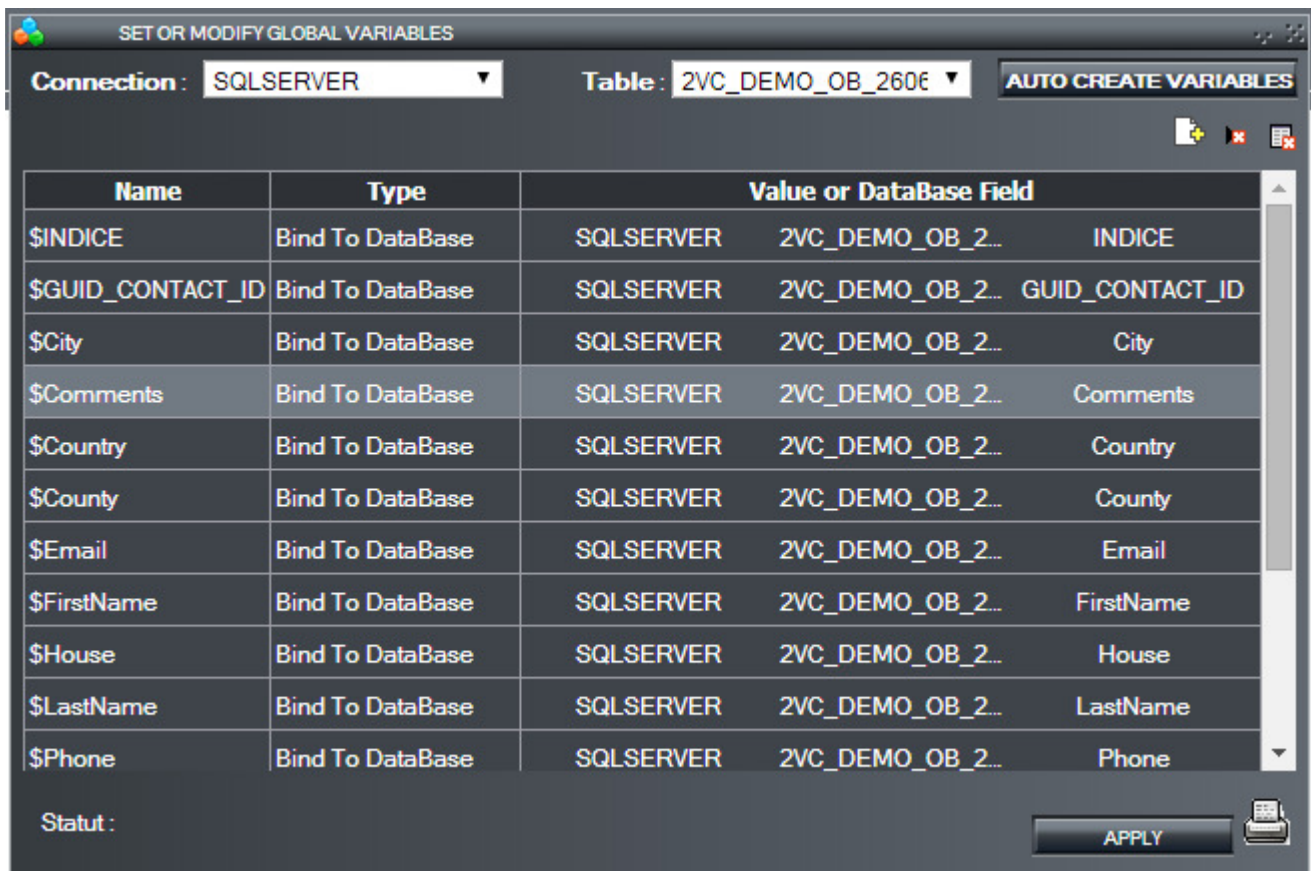 SET OR MODIFY GLOBAL VARIABLES
Connection : SQLSERVER Table : 2VC_DEMO_OB_2606 AUTO CREATE VARIABLES
Name Type Value or DataBase Field
$INDICE Bind To DataBase SQLSERVER 2VC_DEMO_OB_2... INDICE
$GUID_CONTACT_ID Bind To DataBase SQLSERVER 2VC_DEMO_OB_2... GUID_CONTACT_ID
$City Bind To DataBase SQLSERVER 2VC_DEMO_OB_2... City
$Comments Bind To DataBase SQLSERVER 2VC_DEMO_OB_2... Comments
$Country Bind To DataBase SQLSERVER 2VC_DEMO_OB_2... Country
$County Bind To DataBase SQLSERVER 2VC_DEMO_OB_2... County
$Email Bind To DataBase SQLSERVER 2VC_DEMO_OB_2... Email
$FirstName Bind To DataBase SQLSERVER 2VC_DEMO_OB_2... FirstName
$House Bind To DataBase SQLSERVER 2VC_DEMO_OB_2... House
$LastName Bind To DataBase SQLSERVER 2VC_DEMO_OB_2... LastName
$Phone Bind To DataBase SQLSERVER 2VC_DEMO_OB_2... Phone
Statut :
APPLY